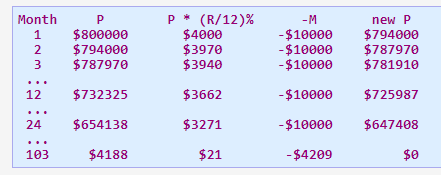 Month P P * (R/12)% -M new P
1 $800000 $4000 -$10000 $794000
2 $794000 $3970 -$10000 $787970
3 $787970 $3940 -$10000 $781910
...
12 $732325 $3662 -$10000 $725987
...
24 $654138 $3271 -$10000 $647408
...
103 $4188 $21 -$4209 $0